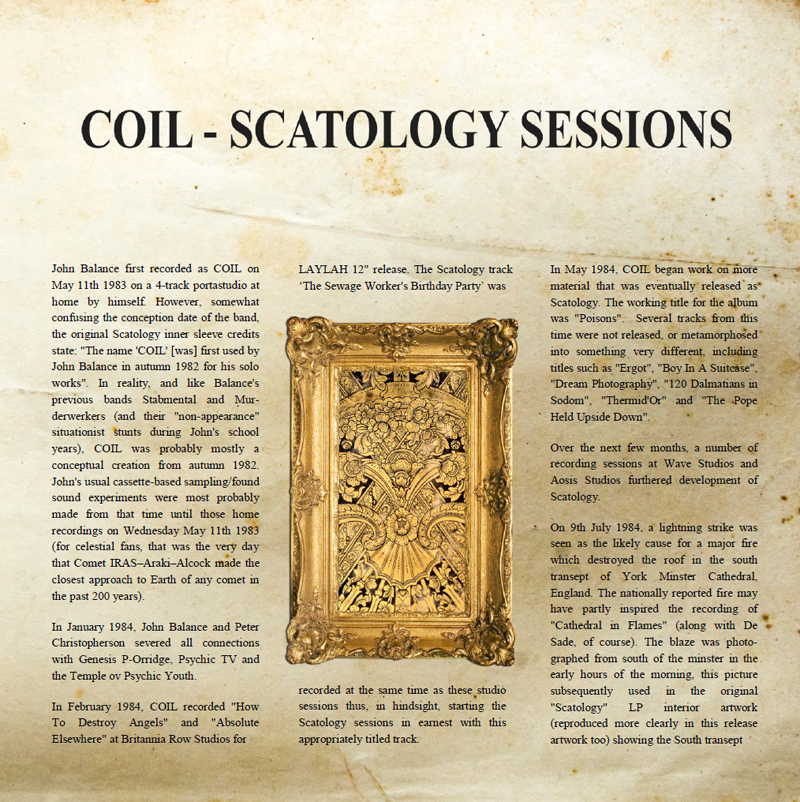 COIL - SCATOLOGY SESSIONS
John Balance first recorded as COIL on
May 11th 1983 on a 4-track portastudio at
home by himself. However, somewhat
confusing the conception date of the band,
the original Scatology inner sleeve credits
state: "The name 'COIL' [was] first used by
John Balance in autumn 1982 for his solo
works". In reality, and like Balance's
previous bands Stabmental and Mur-
derwerkers (and their "non-appearance"
situationist stunts during John's school
years), COIL was probably mostly a
conceptual creation from autumn 1982.
John's usual cassette-based sampling/found
sound experiments were most probably
made from that time until those home
recordings on Wednesday May 11th 1983
(for celestial fans, that was the very day
that Comet IRAS–Araki–Alcock made the
closest approach to Earth of any comet in
the past 200 years).
In January 1984, John Balance and Peter
Christopherson severed all connections
with Genesis P-Orridge, Psychic TV and
the Temple ov Psychic Youth.
In February 1984, COIL recorded "How
To Destroy Angels" and "Absolute
Elsewhere" at Britannia Row Studios for
LAYLAH 12" release. The Scatology track
'The Sewage Worker's Birthday Party' was
recorded at the same time as these studio
sessions thus, in hindsight, starting the
Scatology sessions in earnest with this
appropriately titled track.
In May 1984, COIL began work on more
material that was eventually released as
Scatology. The working title for the album
was "Poisons". Several tracks from this
time were not released, or metamorphosed
into something very different, including
titles such as "Ergot", "Boy In A Suitcase",
"Dream Photography", "120 Dalmatians in
Sodom", "Thermid'Or" and "The Pope
Held Upside Down".
Over the next few months, a number of
recording sessions at Wave Studios and
Aosis Studios furthered development of
Scatology.
On 9th July 1984, a lightning strike was
seen as the likely cause for a major fire
which destroyed the roof in the south
transept of York Minster Cathedral,
England. The nationally reported fire may
have partly inspired the recording of
"Cathedral in Flames" (along with De
Sade, of course). The blaze was photo-
graphed from south of the minster in the
early hours of the morning, this picture
subsequently used in the original
"Scatology" LP interior artwork
(reproduced more clearly in this release
artwork too) showing the South transept